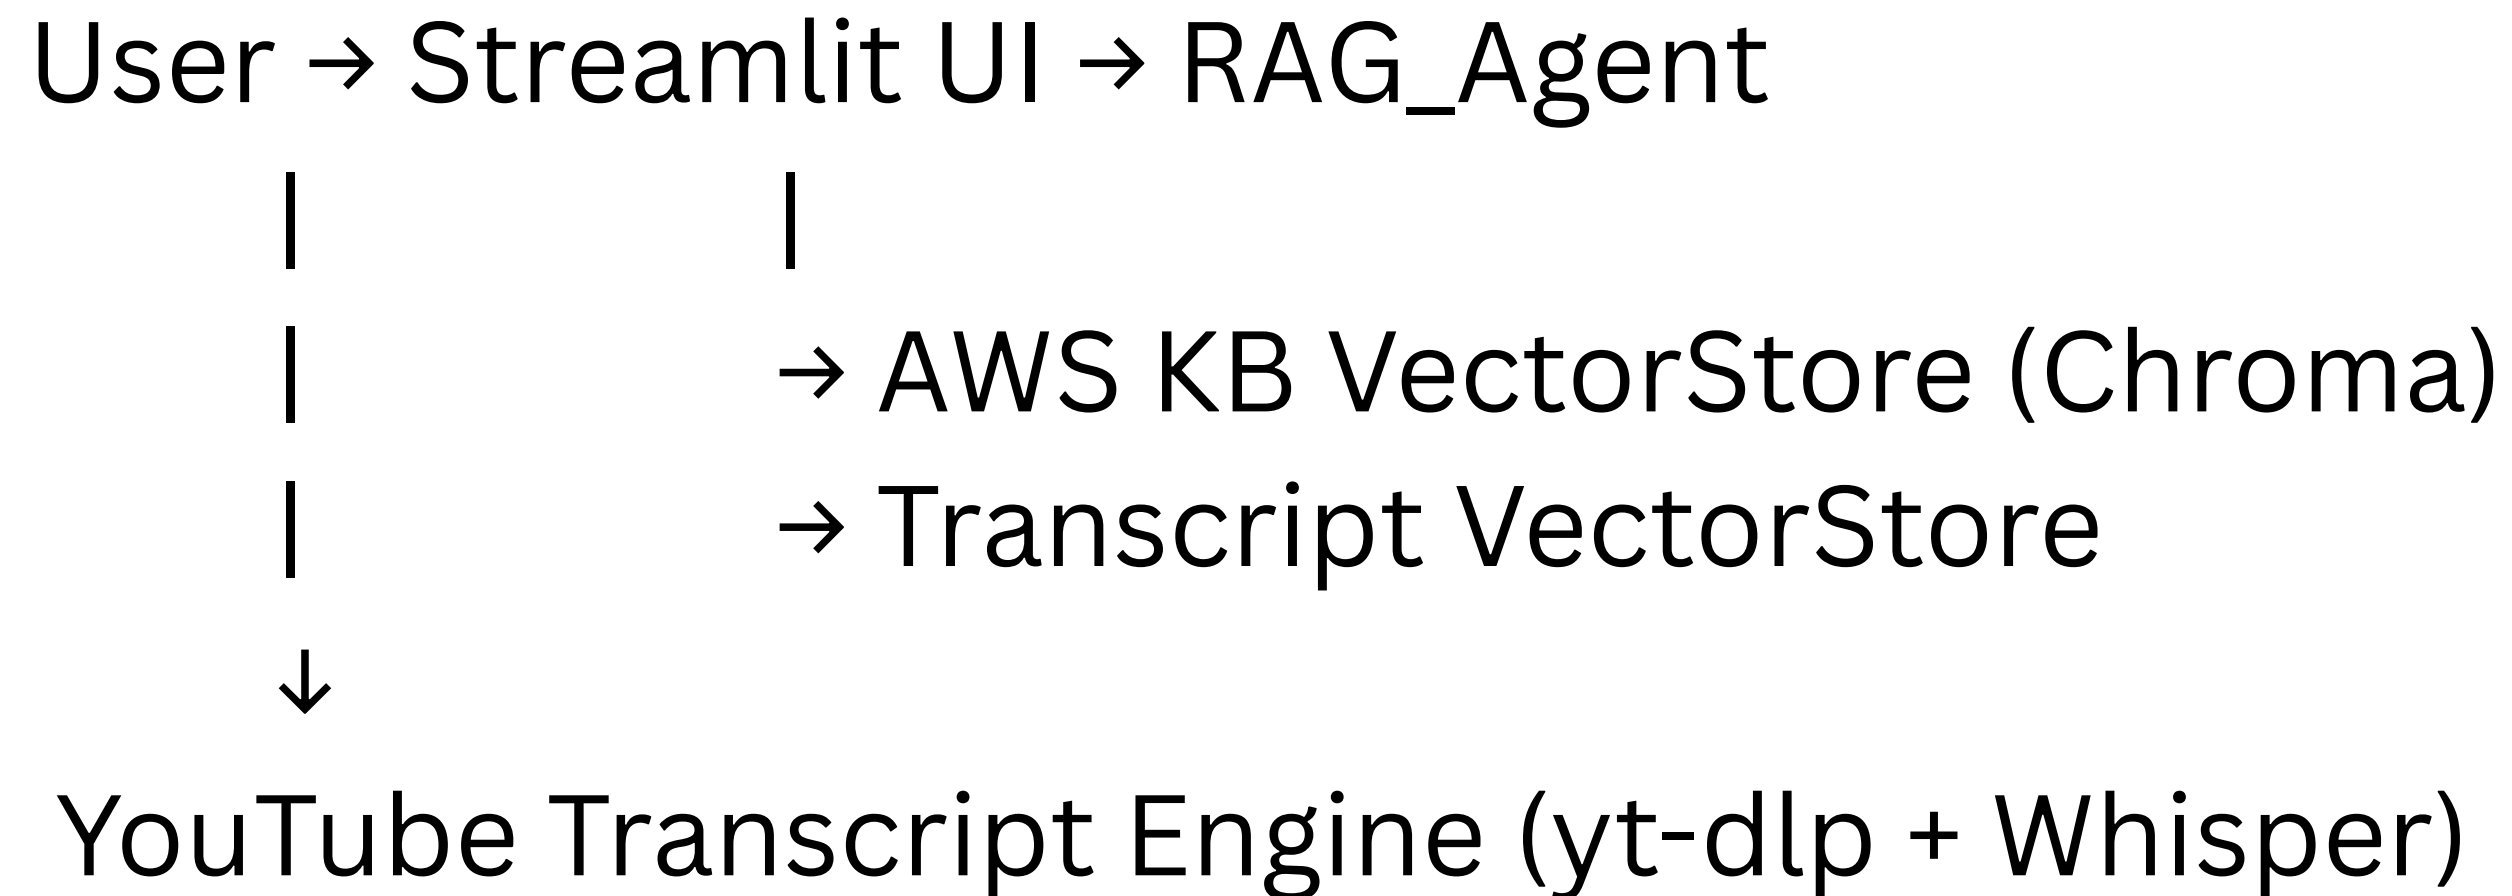 User → Streamlit UI → RAG_Agent
| |
| → AWS KB VectorStore (Chroma)
| → Transcript VectorStore
↓
YouTube Transcript Engine (yt-dlp + Whisper)